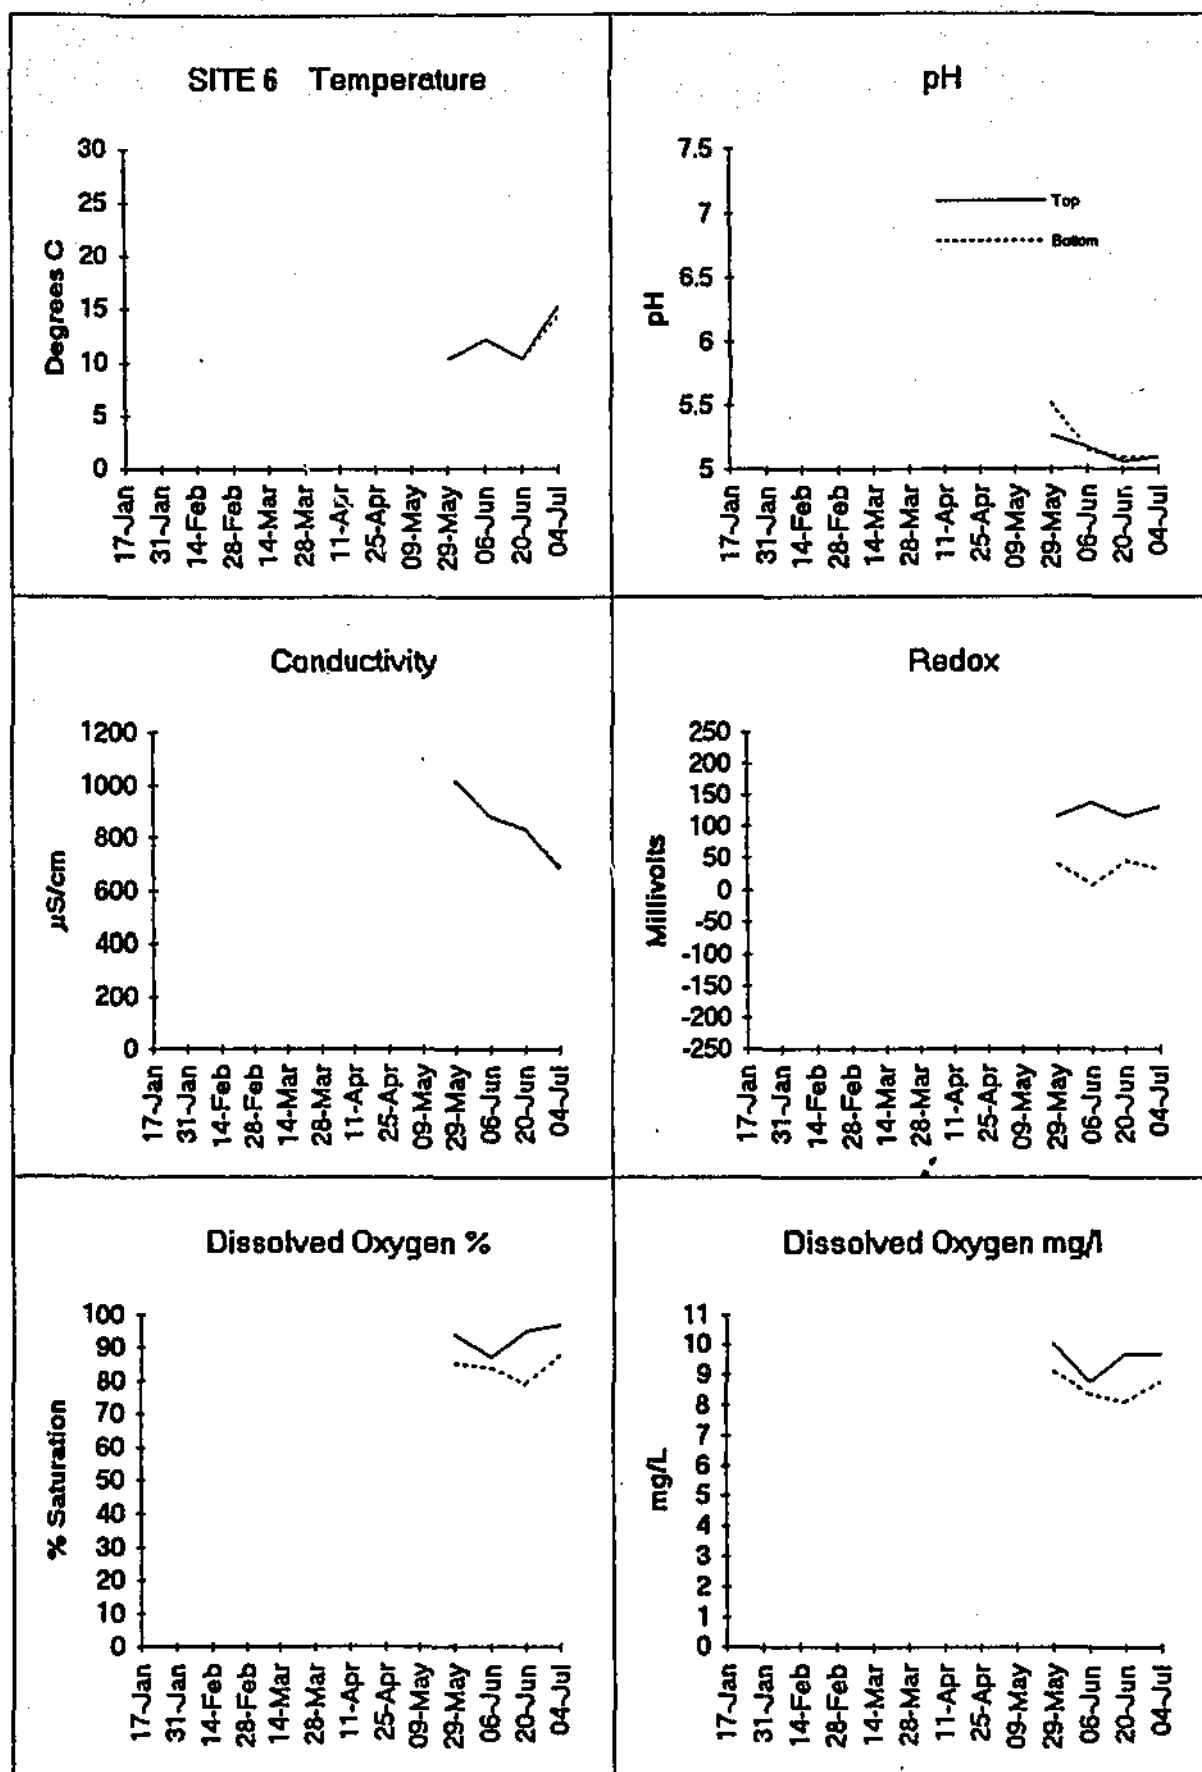 SITE 6 Temperature
Degrees C
30
25
20
15
10
5
0
17-Jan
31-Jan
14-Feb
28-Feb
14-Mar
28-Mar
11-Apr
25-Apr
09-May
29-May
06-Jun
20-Jun
04-Jul
pH
pH
7.5
7
6.5
6
5.5
5
Top
Bottom
17-Jan
31-Jan
14-Feb
28-Feb
14-Mar
28-Mar
11-Apr
25-Apr
09-May
29-May
06-Jun
20-Jun
04-Jul
Conductivity
µS/cm
1200
1000
800
600
400
200
0
17-Jan
31-Jan
14-Feb
28-Feb
14-Mar
28-Mar
11-Apr
25-Apr
09-May
29-May
06-Jun
20-Jun
04-Jul
Redox
Millivolts
250
200
150
100
50
0
-50
-100
-150
-200
-250
17-Jan
31-Jan
14-Feb
28-Feb
14-Mar
28-Mar
11-Apr
25-Apr
09-May
29-May
06-Jun
20-Jun
04-Jul
Dissolved Oxygen %
% Saturation
100
90
80
70
60
50
40
30
20
10
0
17-Jan
31-Jan
14-Feb
28-Feb
14-Mar
28-Mar
11-Apr
25-Apr
09-May
29-May
06-Jun
20-Jun
04-Jul
Dissolved Oxygen mg/l
mg/L
11
10
9
8
7
6
5
4
3
2
1
0
17-Jan
31-Jan
14-Feb
28-Feb
14-Mar
28-Mar
11-Apr
25-Apr
09-May
29-May
06-Jun
20-Jun
04-Jul